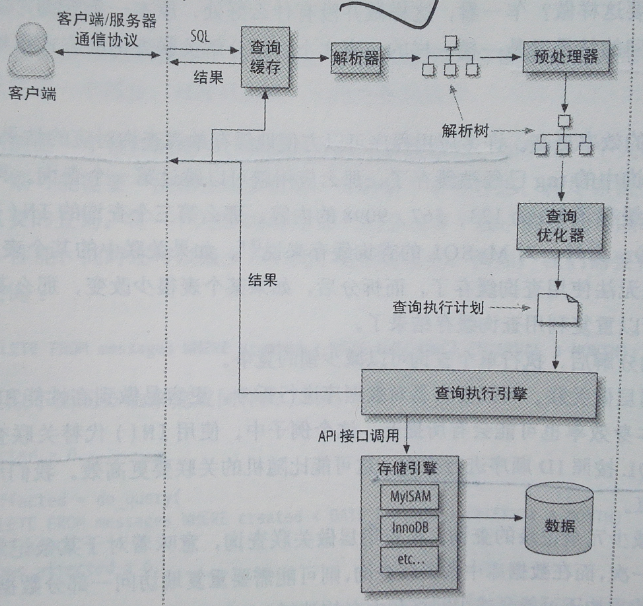 客户端/服务器
通信协议
SQL
结果
客户端
查询
缓存
解析器
预处理器
解析树
查询
优化器
结果
查询执行计划
查询执行引擎
API 接口调用
存储引擎
MyISAM
InnoDB
etc...
数据